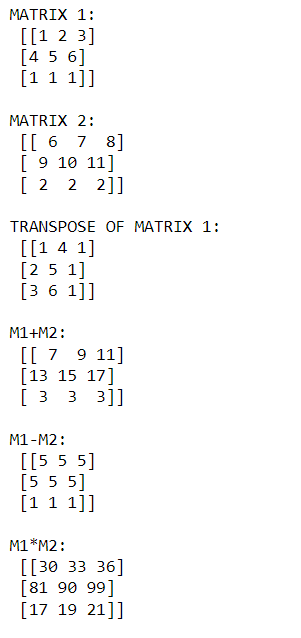 MATRIX 1:
[[1 2 3]
[4 5 6]
[1 1 1]]
MATRIX 2:
[[ 6  7  8]
[ 9 10 11]
[ 2  2  2]]
TRANSPOSE OF MATRIX 1:
[[1 4 1]
[2 5 1]
[3 6 1]]
M1+M2:
[[ 7  9 11]
[13 15 17]
[ 3  3  3]]
M1-M2:
[[5 5 5]
[5 5 5]
[1 1 1]]
M1*M2:
[[30 33 36]
[81 90 99]
[17 19 21]]